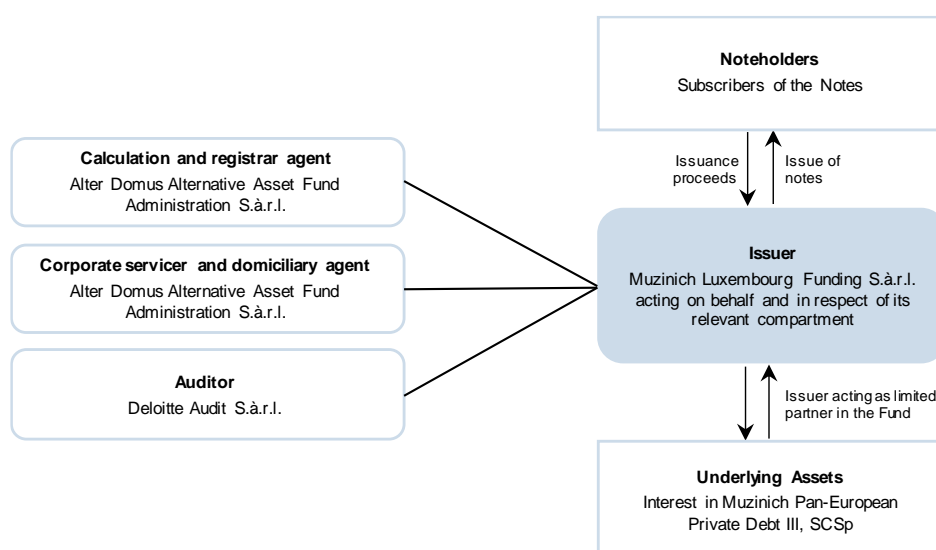 Noteholders
Subscribers of the Notes
Issuance
proceeds
Issue of
notes
Calculation and registrar agent
Alter Domus Alternative Asset Fund
Administration S.à.r.l.
Corporate servicer and domiciliary agent
Alter Domus Alternative Asset Fund
Administration S.à.r.l.
Auditor
Deloitte Audit S.à.r.l.
Issuer
Muzinich Luxembourg Funding S.à.r.l.
acting on behalf and in respect of its
relevant compartment
Issuer acting as limited
partner in the Fund
Underlying Assets
Interest in Muzinich Pan-European
Private Debt III, SCSp